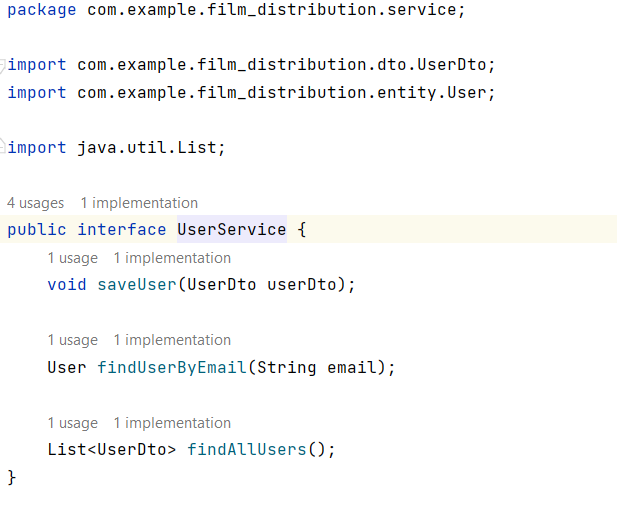 package com.example.film_distribution.service;
import com.example.film_distribution.dto.UserDto;
import com.example.film_distribution.entity.User;
import java.util.List;
4 usages 1 implementation
public interface UserService {
1 usage 1 implementation
void saveUser(UserDto userDto);
1 usage 1 implementation
User findUserByEmail(String email);
1 usage 1 implementation
List<UserDto> findAllUsers();
}